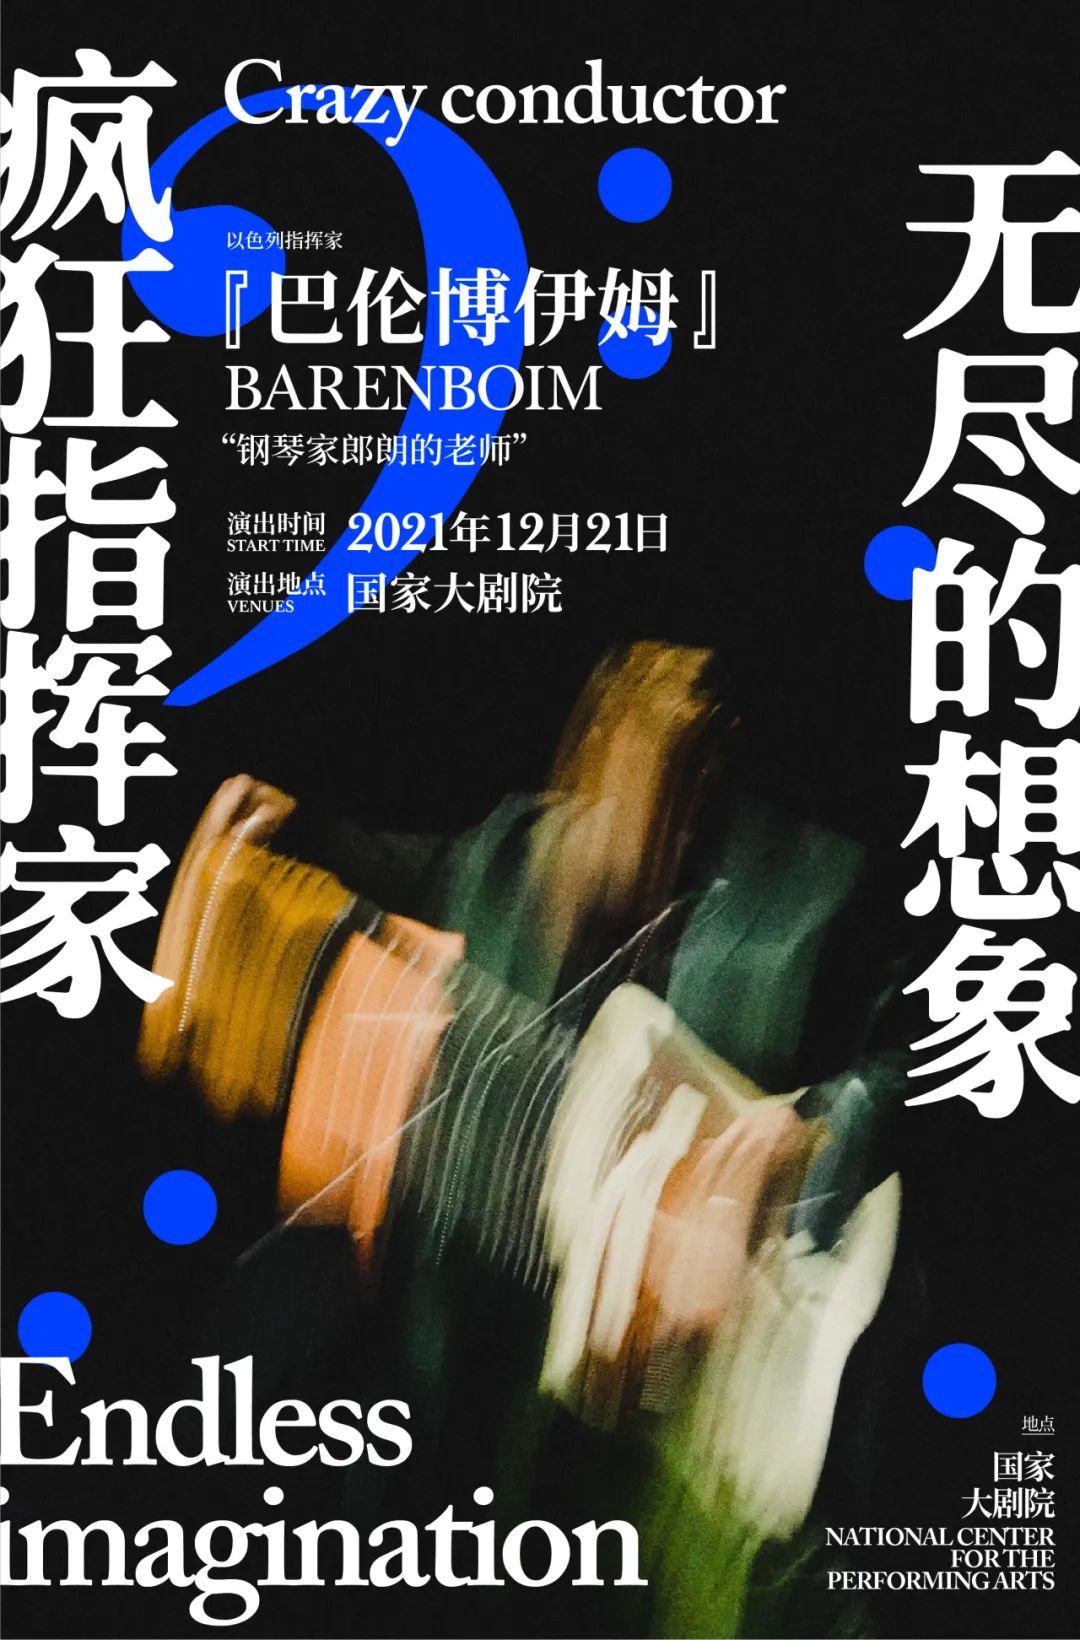 疯狂指挥家
Crazy conductor
无尽的想象
以色列指挥家
『巴伦博伊姆』
BARENBOIM
“钢琴家郎朗的老师”
演出时间 2021年12月21日
START TIME
演出地点 国家大剧院
VENUES
Endless
imagination
地点
国家
大剧院
NATIONAL CENTER
FOR THE
PERFORMING ARTS